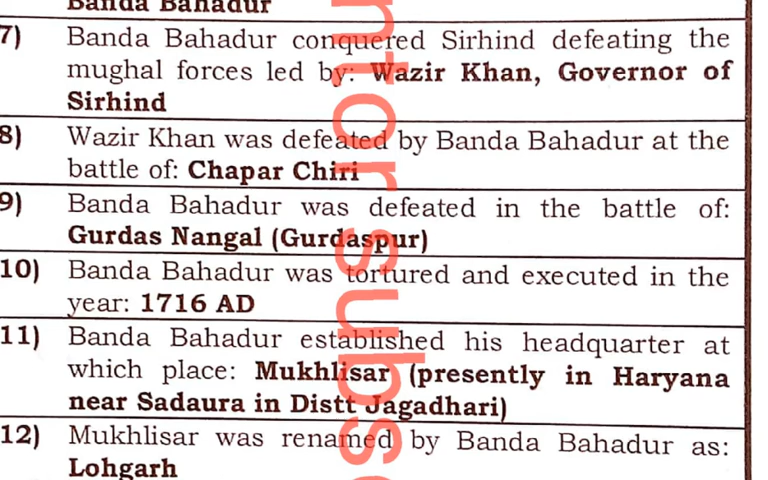 Banda Bahadur
7) Banda Bahadur conquered Sirhind defeating the
mughal forces led by: Wazir Khan, Governor of
Sirhind
8) Wazir Khan was defeated by Banda Bahadur at the
battle of: Chapar Chiri
9) Banda Bahadur was defeated in the battle of:
Gurdas Nangal (Gurdaspur)
10) Banda Bahadur was tortured and executed in the
year: 1716 AD
11) Banda Bahadur established his headquarter at
which place: Mukhlisar (presently in Haryana
near Sadaura in Distt Jagadhari)
12) Mukhlisar was renamed by Banda Bahadur as:
Lohgarh